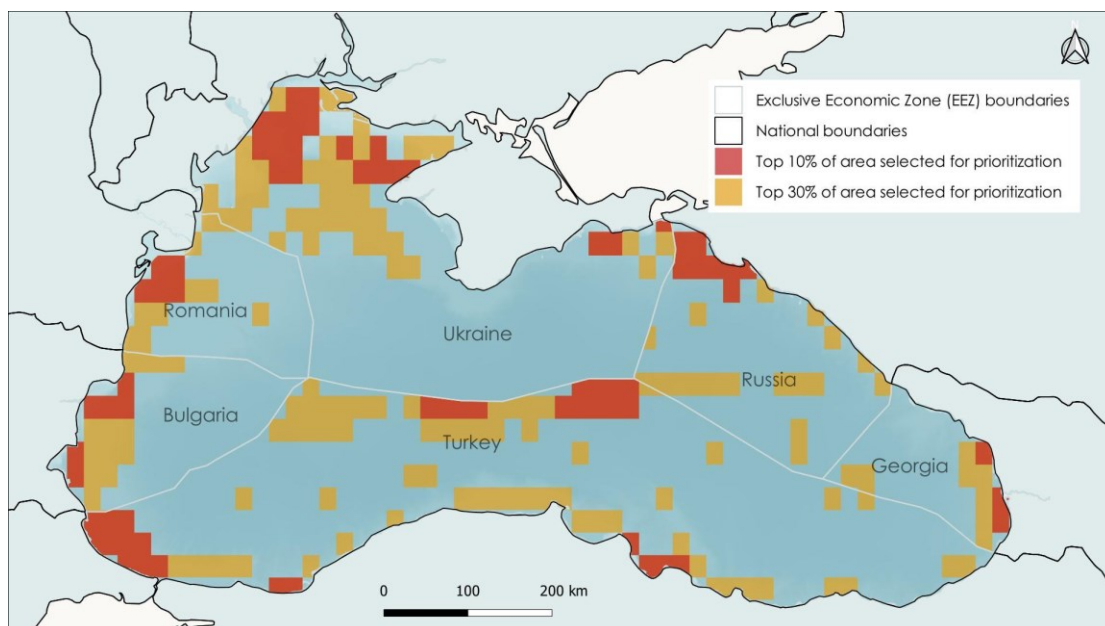 N
Exclusive Economic Zone (EEZ) boundaries
National boundaries
Top 10% of area selected for prioritization
Top 30% of area selected for prioritization
Romania
Ukraine
Russia
Bulgaria
Turkey
Georgia
0 100 200 km